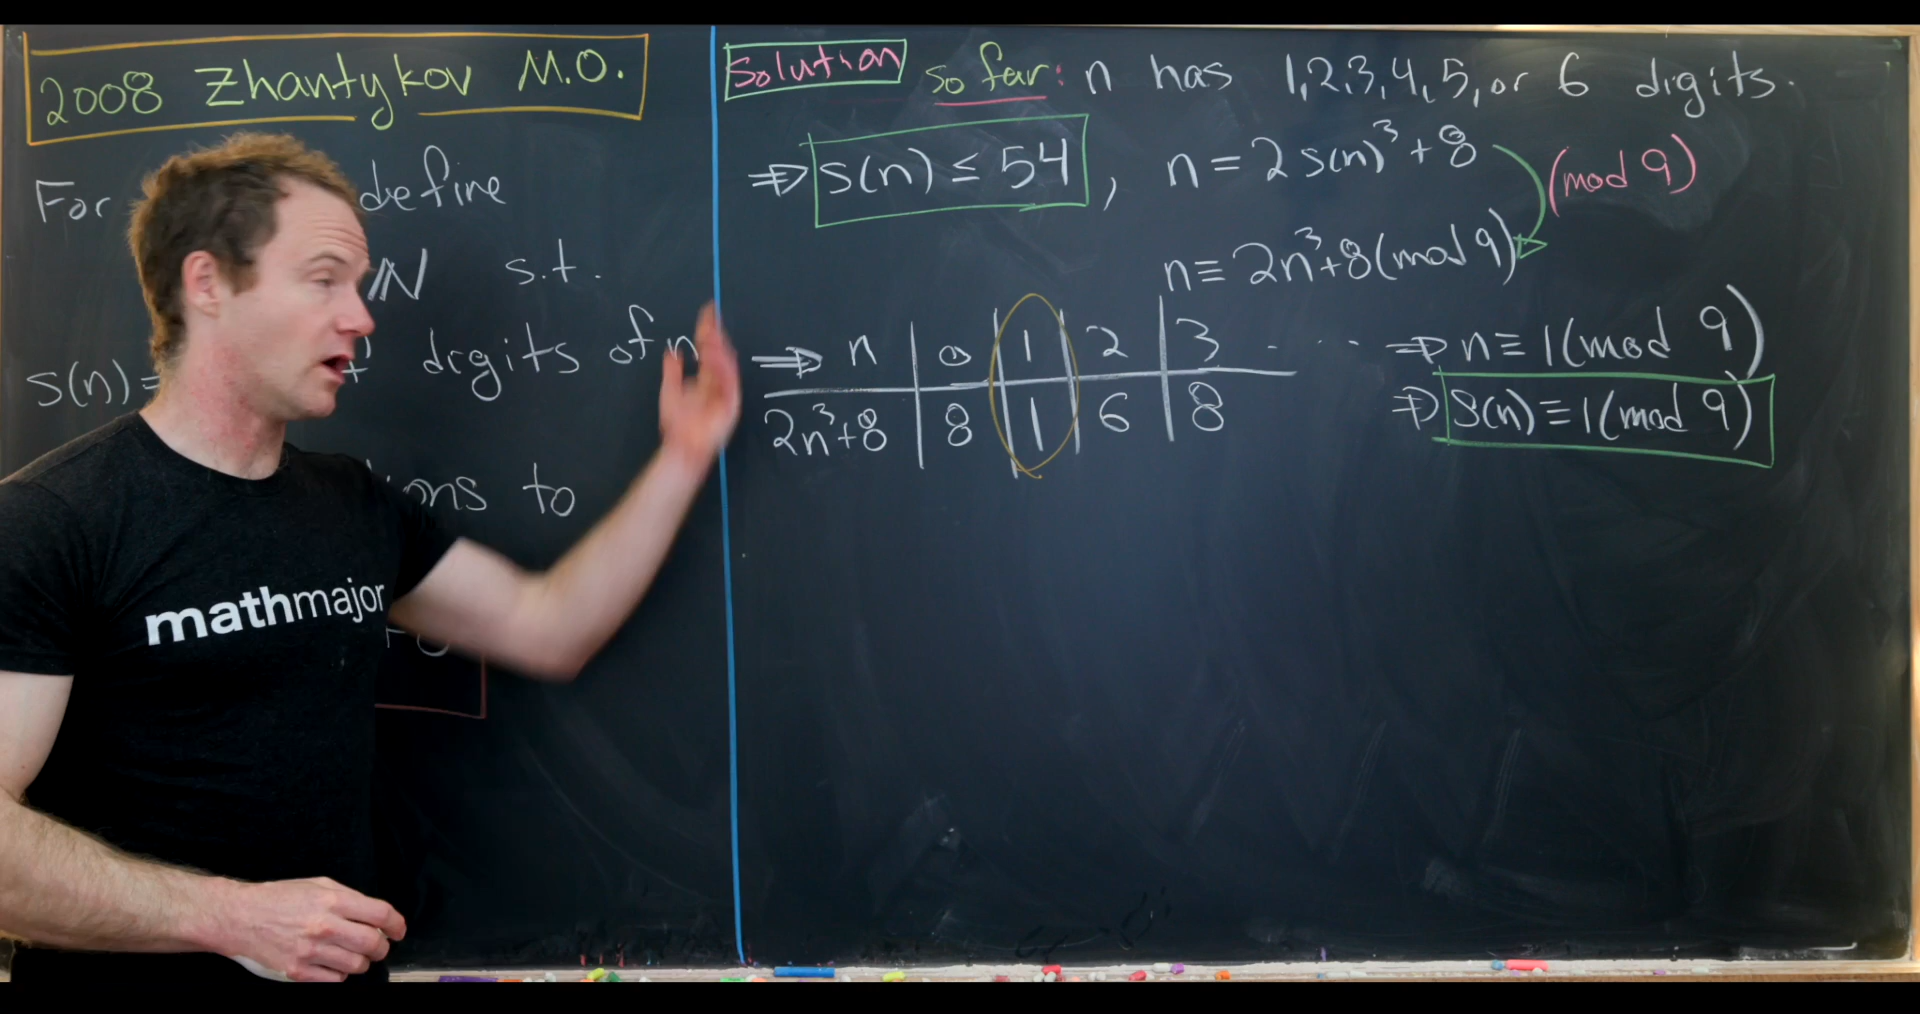 2008 Zhantykov M.O.
For define
N s.t.
s(n)= digits of n
ons to
mathmajor
Solution so far: n has 1,2,3,4,5, or 6 digits.
⇒ s(n) ≤ 54, n = 2s(n)³+8 (mod 9)
n ≡ 2n³+8 (mod 9)
⇒ n 0 1 2 3 ... ⇒ n ≡ 1 (mod 9)
2n³+8 8 1 6 8 ⇒ s(n) ≡ 1 (mod 9)